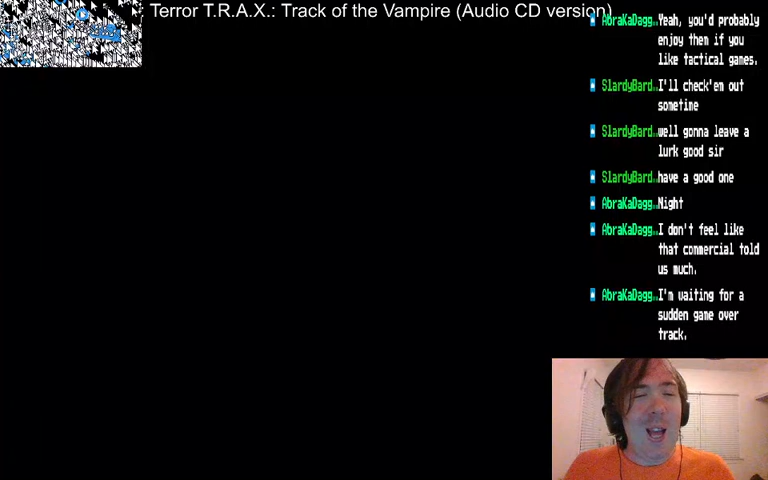 Terror T.R.A.X.: Track of the Vampire (Audio CD version)
AbraKaDagg..Yeah, you'd probably
enjoy then if you
like tactical games.
SlardyBard..I'll check'em out
sometime
SlardyBard..well gonna leave a
lurk good sir
SlardyBard..have a good one
AbraKaDagg..Night
AbraKaDagg..I don't feel like
that commercial told
us much.
AbraKaDagg..I'm waiting for a
sudden game over
track.